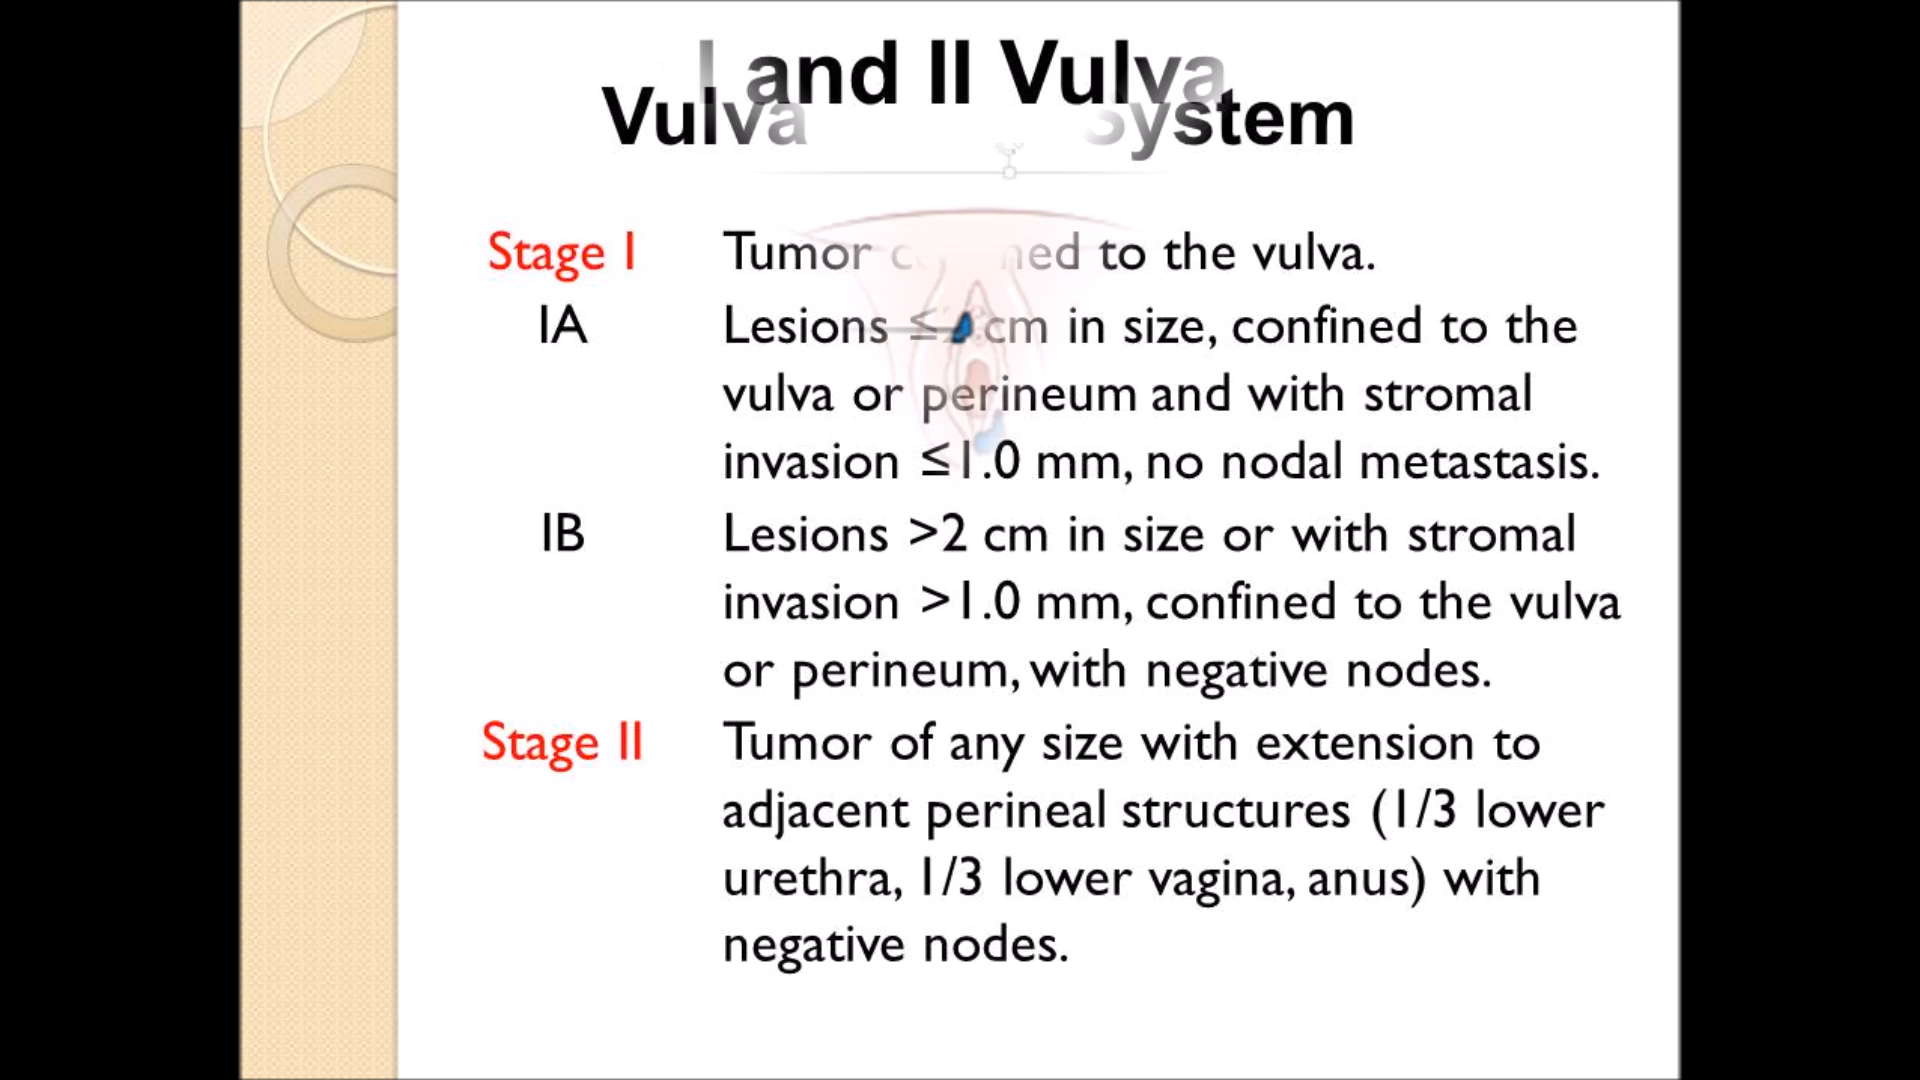 I and II Vulva
Vulva System
Stage I Tumor to the vulva.
IA Lesions ≤ cm in size, confined to the
vulva or perineum and with stromal
invasion ≤1.0 mm, no nodal metastasis.
IB Lesions >2 cm in size or with stromal
invasion >1.0 mm, confined to the vulva
or perineum, with negative nodes.
Stage II Tumor of any size with extension to
adjacent perineal structures (1/3 lower
urethra, 1/3 lower vagina, anus) with
negative nodes.